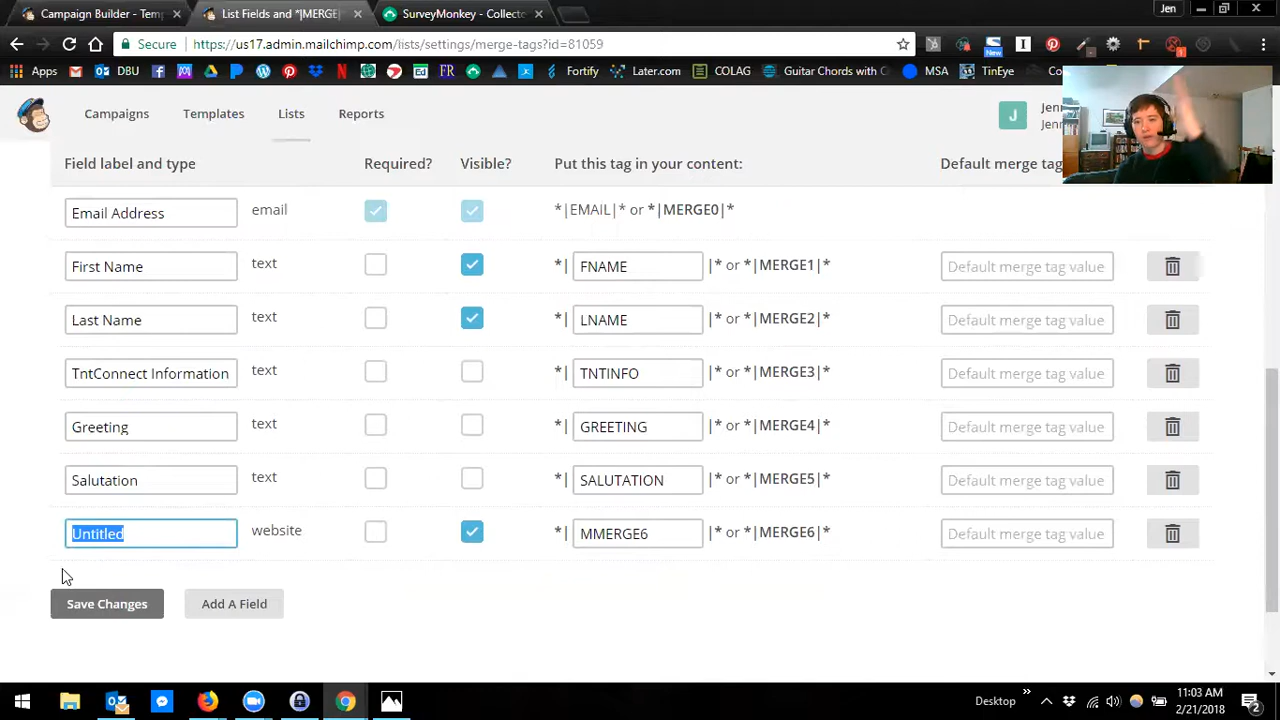 Campaign Builder - Temp
List Fields and *|MERGE|
SurveyMonkey - Collecto
Jen
Secure
https://us17.admin.mailchimp.com/lists/settings/merge-tags?id=81059
New
1
Apps
DBU
Fortify
Later.com
COLAG
Guitar Chords with C
MSA
TinEye
Co
Campaigns
Templates
Lists
Reports
J
Jenn
Jenn
Field label and type
Required?
Visible?
Put this tag in your content:
Default merge tag
Email Address
email
*|EMAIL|* or *|MERGE0|*
First Name
text
*| FNAME |* or *|MERGE1|*
Default merge tag value
Last Name
text
*| LNAME |* or *|MERGE2|*
Default merge tag value
TntConnect Information
text
*| TNTINFO |* or *|MERGE3|*
Default merge tag value
Greeting
text
*| GREETING |* or *|MERGE4|*
Default merge tag value
Salutation
text
*| SALUTATION |* or *|MERGE5|*
Default merge tag value
Untitled
website
*| MMERGE6 |* or *|MERGE6|*
Default merge tag value
Save Changes
Add A Field
Desktop
11:03 AM
2/21/2018
2